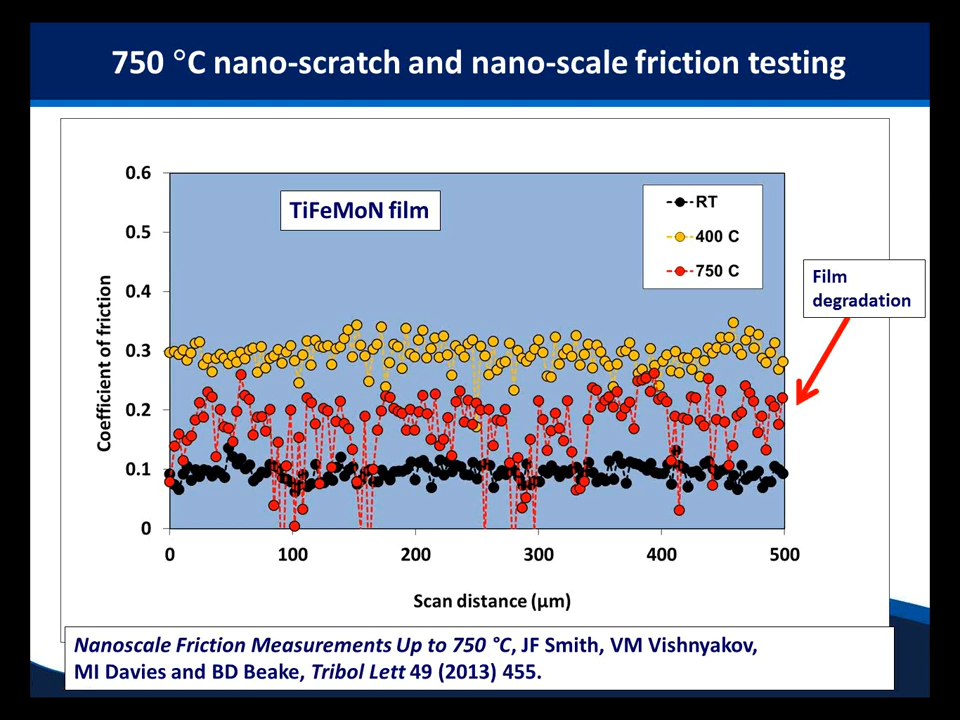 750 °C nano-scratch and nano-scale friction testing
0.6
0.5
0.4
0.3
0.2
0.1
0
Coefficient of friction
TiFeMoN film
RT
400 C
750 C
Film
degradation
0 100 200 300 400 500
Scan distance (µm)
Nanoscale Friction Measurements Up to 750 °C, JF Smith, VM Vishnyakov,
MI Davies and BD Beake, Tribol Lett 49 (2013) 455.